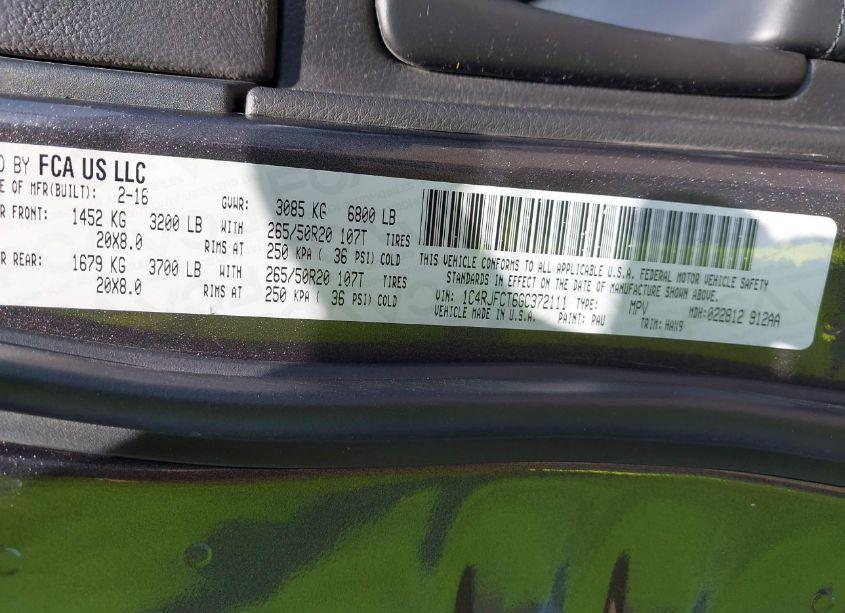 D BY FCA US LLC
E OF MFR(BUILT): 2-16 GVWR: 3085 KG 6800 LB
R FRONT: 1452 KG 3200 LB WITH 265/50R20 107T TIRES
20X8.0 RIMS AT 250 KPA ( 36 PSI) COLD
R REAR: 1679 KG 3700 LB WITH 265/50R20 107T TIRES
20X8.0 RIMS AT 250 KPA ( 36 PSI) COLD
THIS VEHICLE CONFORMS TO ALL APPLICABLE U.S.A. FEDERAL MOTOR VEHICLE SAFETY
STANDARDS IN EFFECT ON THE DATE OF MANUFACTURE SHOWN ABOVE.
VIN: 1C4RJFCT6GC372111 TYPE: MPV MDH:022812 912AA
VEHICLE MADE IN U.S.A. PAINT: PAU TRIM: HAX9